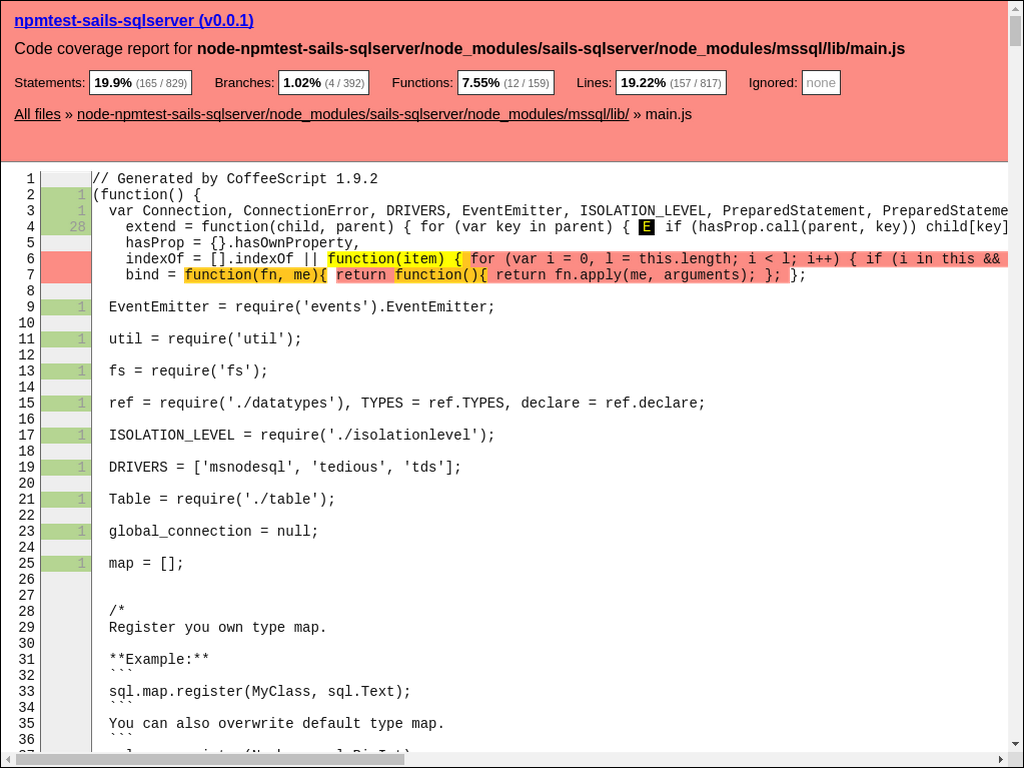 npmtest-sails-sqlserver (v0.0.1)
Code coverage report for node-npmtest-sails-sqlserver/node_modules/sails-sqlserver/node_modules/mssql/lib/main.js
Statements: 19.9% (165 / 829) Branches: 1.02% (4 / 392) Functions: 7.55% (12 / 159) Lines: 19.22% (157 / 817) Ignored: none
All files » node-npmtest-sails-sqlserver/node_modules/sails-sqlserver/node_modules/mssql/lib/ » main.js
1 // Generated by CoffeeScript 1.9.2
2 1 (function() {
3 1 var Connection, ConnectionError, DRIVERS, EventEmitter, ISOLATION_LEVEL, PreparedStatement, PreparedStateme
4 28 extend = function(child, parent) { for (var key in parent) { E if (hasProp.call(parent, key)) child[key]
5 hasProp = {}.hasOwnProperty,
6 indexOf = [].indexOf || function(item) { for (var i = 0, l = this.length; i < l; i++) { if (i in this &&
7 bind = function(fn, me){ return function(){ return fn.apply(me, arguments); }; };
8
9 1 EventEmitter = require('events').EventEmitter;
10
11 1 util = require('util');
12
13 1 fs = require('fs');
14
15 1 ref = require('./datatypes'), TYPES = ref.TYPES, declare = ref.declare;
16
17 1 ISOLATION_LEVEL = require('./isolationlevel');
18
19 1 DRIVERS = ['msnodesql', 'tedious', 'tds'];
20
21 1 Table = require('./table');
22
23 1 global_connection = null;
24
25 1 map = [];
26
27
28 /*
29 Register you own type map.
30
31 **Example:**
32 ```
33 sql.map.register(MyClass, sql.Text);
34 ```
35 You can also overwrite default type map.
36 ```